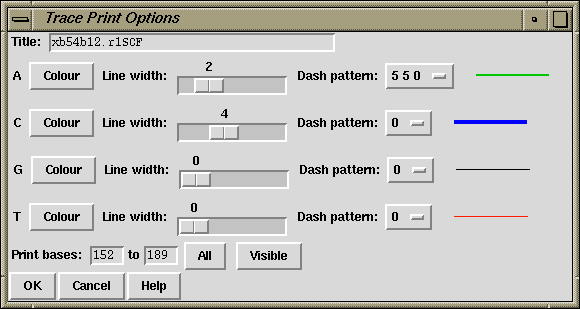 Trace Print Options
Title: xb54b12.r1SCF
2
A Colour Line width: Dash pattern: 5 5 0
4
C Colour Line width: Dash pattern: 0
0
G Colour Line width: Dash pattern: 0
0
T Colour Line width: Dash pattern: 0
Print bases: 152 to 189 All Visible
OK Cancel Help